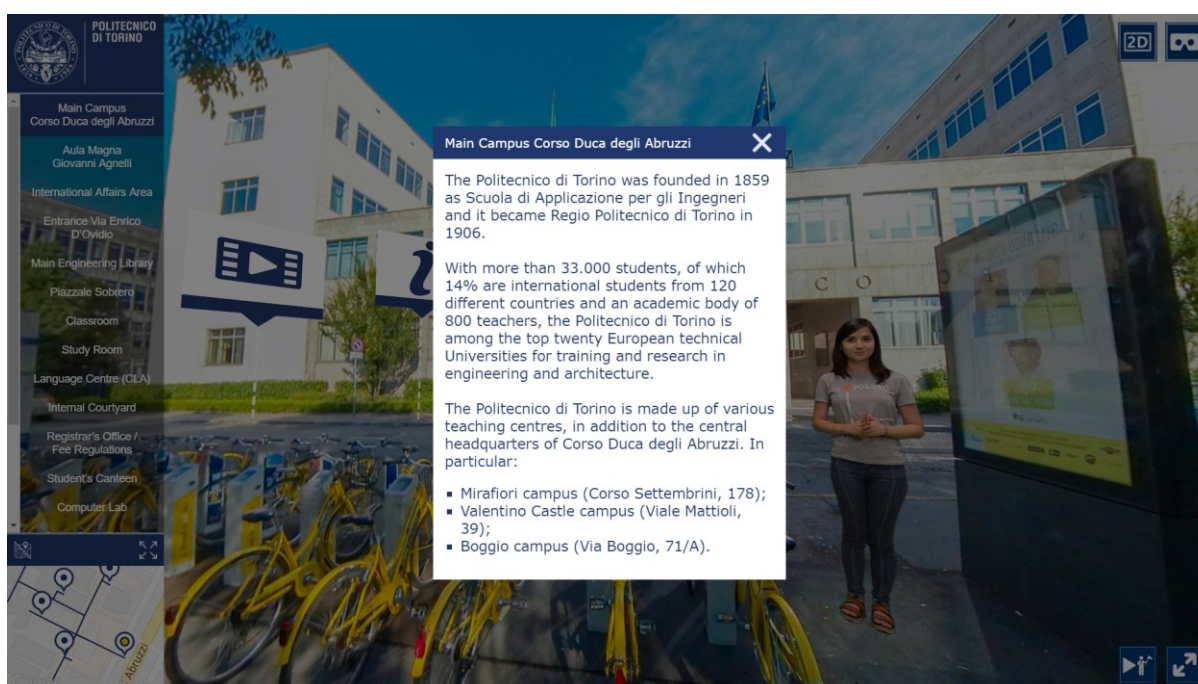 POLITECNICO
DI TORINO
2D
Main Campus
Corso Duca degli Abruzzi
Aula Magna
Giovanni Agnelli
International Affairs Area
Entrance Via Enrico
D'Ovidio
Main Engineering Library
Piazzale Sobrero
Classroom
Study Room
Language Centre (CLA)
Internal Courtyard
Registrar's Office /
Fee Regulations
Student's Canteen
Computer Lab
Abruzzi
Main Campus Corso Duca degli Abruzzi
The Politecnico di Torino was founded in 1859
as Scuola di Applicazione per gli Ingegneri
and it became Regio Politecnico di Torino in
1906.
With more than 33.000 students, of which
14% are international students from 120
different countries and an academic body of
800 teachers, the Politecnico di Torino is
among the top twenty European technical
Universities for training and research in
engineering and architecture.
The Politecnico di Torino is made up of various
teaching centres, in addition to the central
headquarters of Corso Duca degli Abruzzi. In
particular:
▪ Mirafiori campus (Corso Settembrini, 178);
▪ Valentino Castle campus (Viale Mattioli,
39);
▪ Boggio campus (Via Boggio, 71/A).
C O